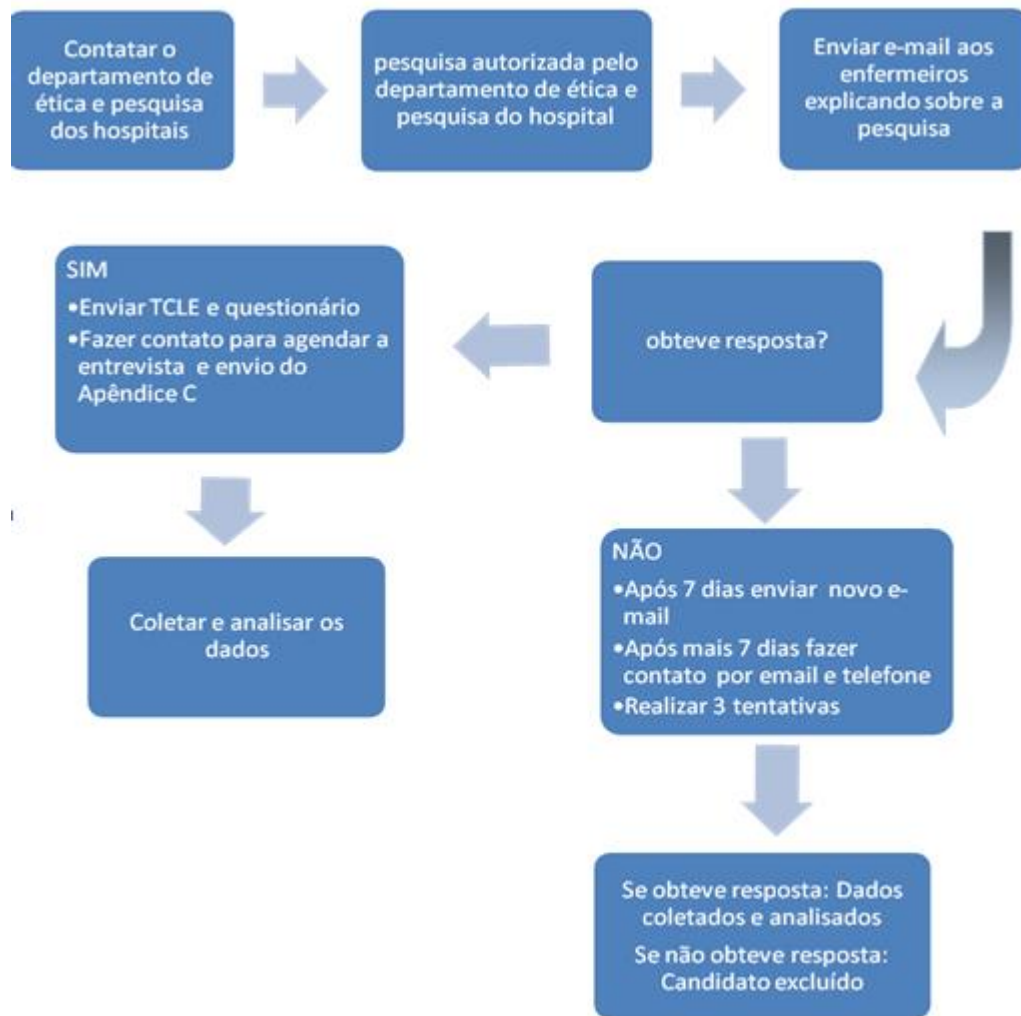 Contatar o
departamento de
ética e pesquisa
dos hospitais
pesquisa autorizada pelo
departamento de ética e
pesquisa do hospital
Enviar e-mail aos
enfermeiros
explicando sobre a
pesquisa
obteve resposta?
SIM
•Enviar TCLE e questionário
•Fazer contato para agendar a
entrevista e envio do
Apêndice C
Coletar e analisar os
dados
NÃO
•Após 7 dias enviar novo e-
mail
•Após mais 7 dias fazer
contato por email e telefone
•Realizar 3 tentativas
Se obteve resposta: Dados
coletados e analisados
Se não obteve resposta:
Candidato excluído